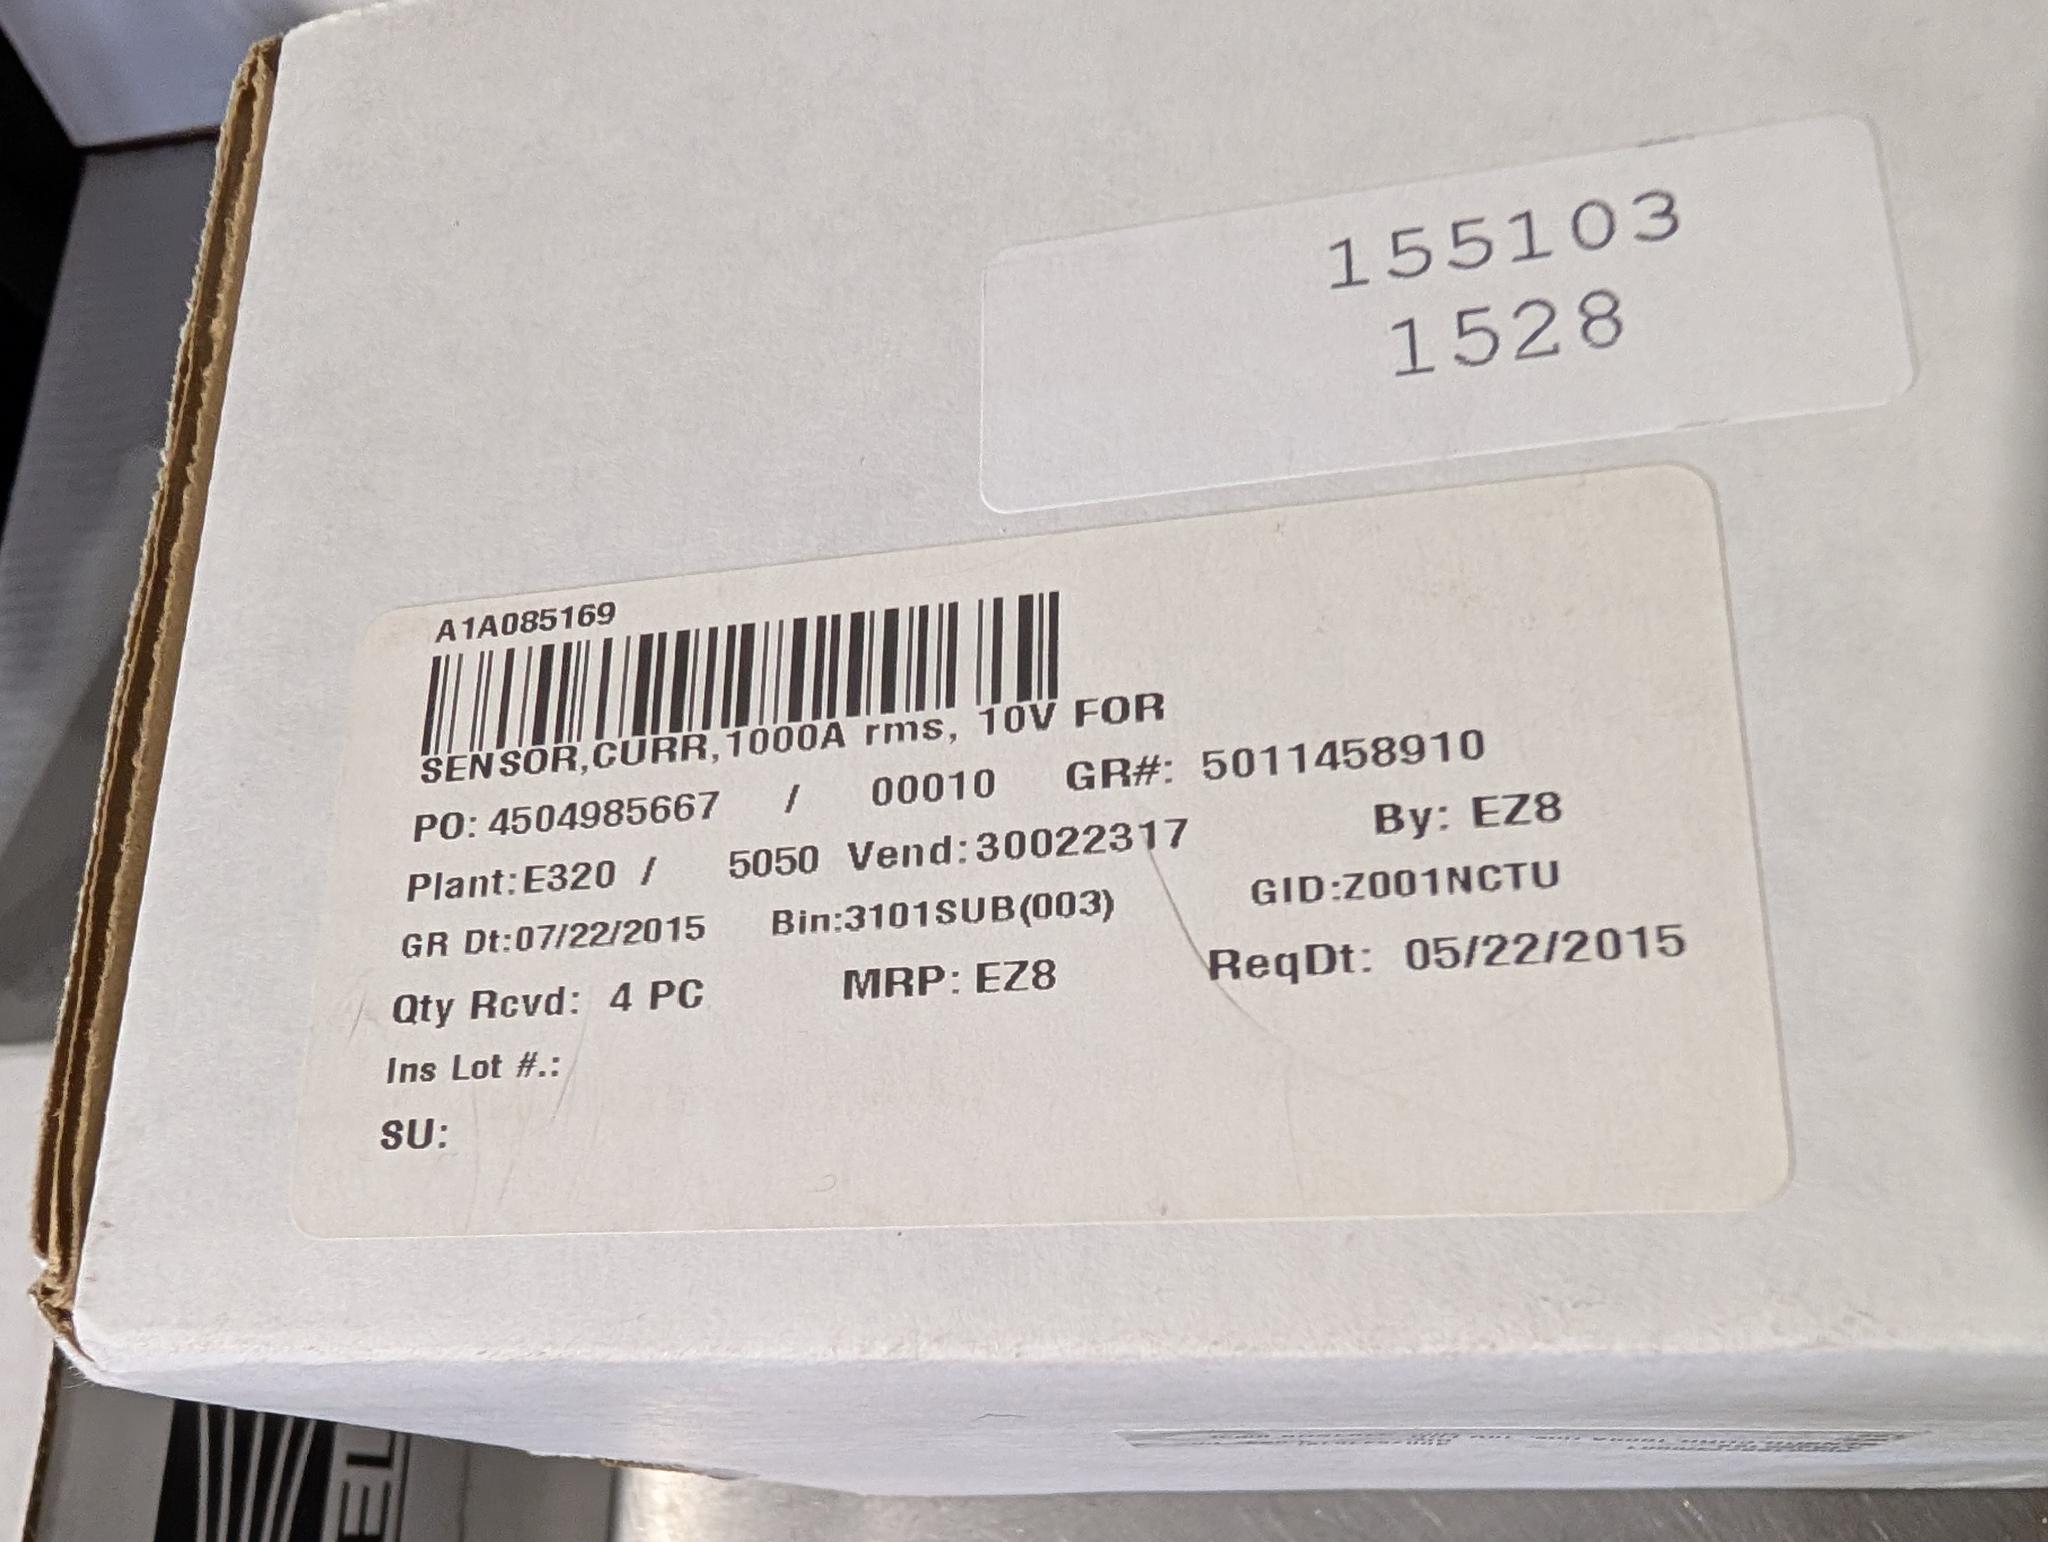 155103
1528
A1A085169
SENSOR,CURR,1000A rms, 10V FOR
PO: 4504985667 / 00010 GR#: 5011458910
Plant:E320 / 5050 Vend:30022317 By: EZ8
GR Dt:07/22/2015 Bin:3101SUB(003) GID:Z001NCTU
Qty Rcvd: 4 PC MRP: EZ8 ReqDt: 05/22/2015
Ins Lot #.:
SU:
EL